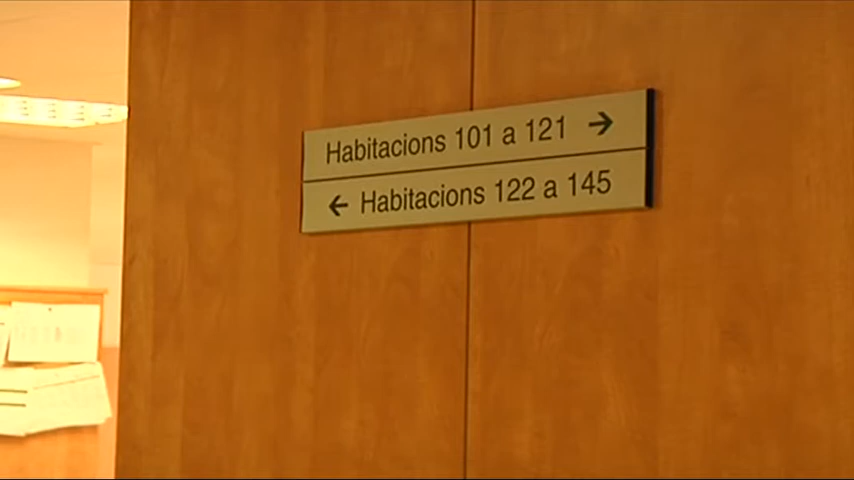 Habitacions 101 a 121 →
← Habitacions 122 a 145